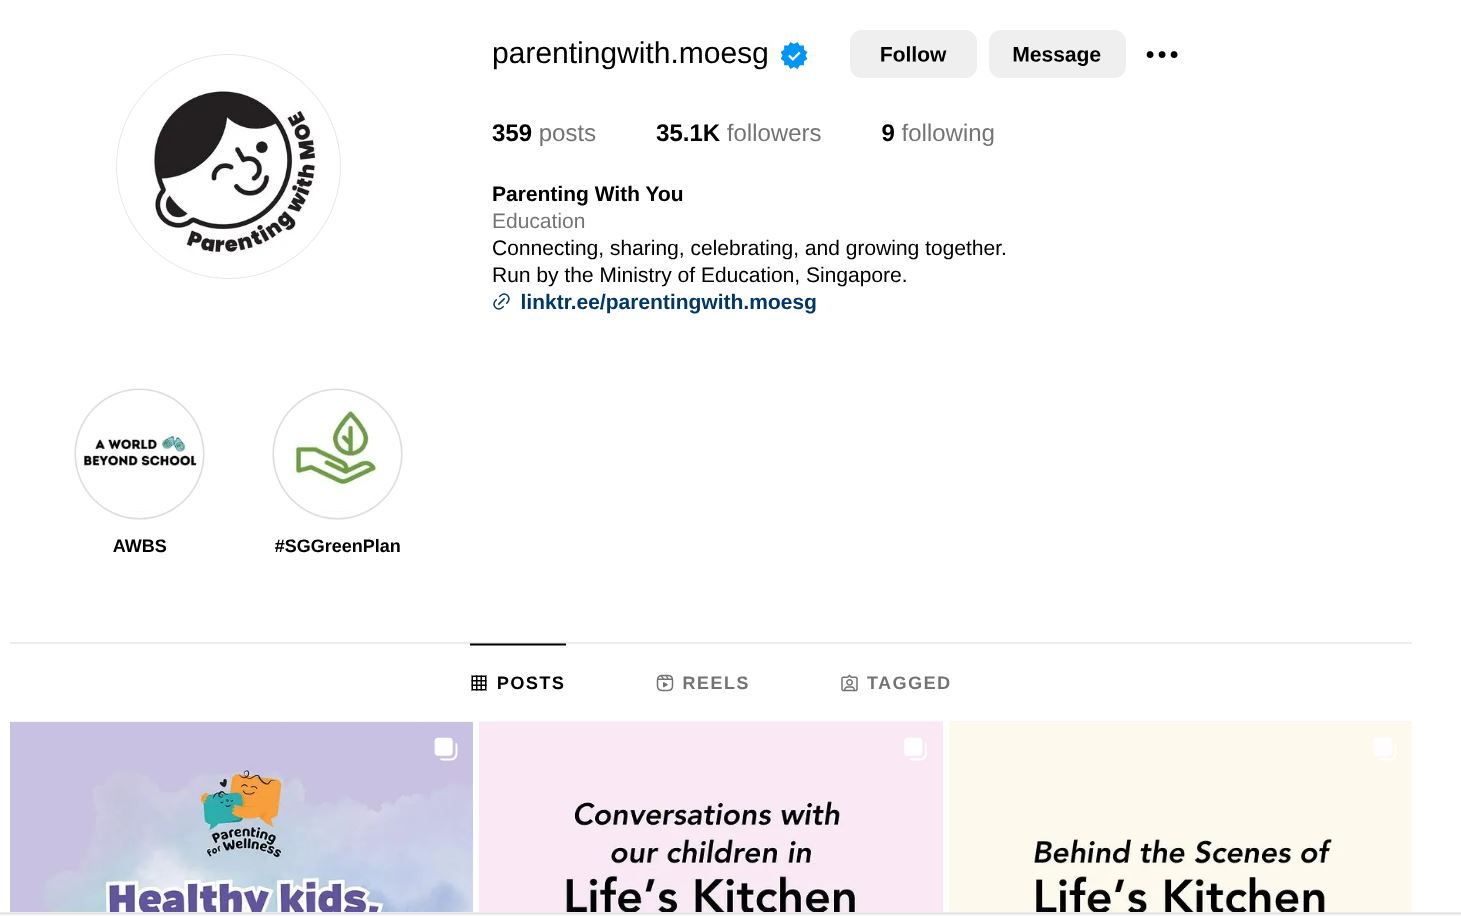 parentingwith.moesg
Follow
Message
359 posts
35.1K followers
9 following
Parenting with MOE
Parenting With You
Education
Connecting, sharing, celebrating, and growing together.
Run by the Ministry of Education, Singapore.
linktr.ee/parentingwith.moesg
A WORLD
BEYOND SCHOOL
AWBS
#SGGreenPlan
POSTS
REELS
TAGGED
Parenting
for Wellness
Healthy kids,
Conversations with
our children in
Life's Kitchen
Behind the Scenes of
Life's Kitchen